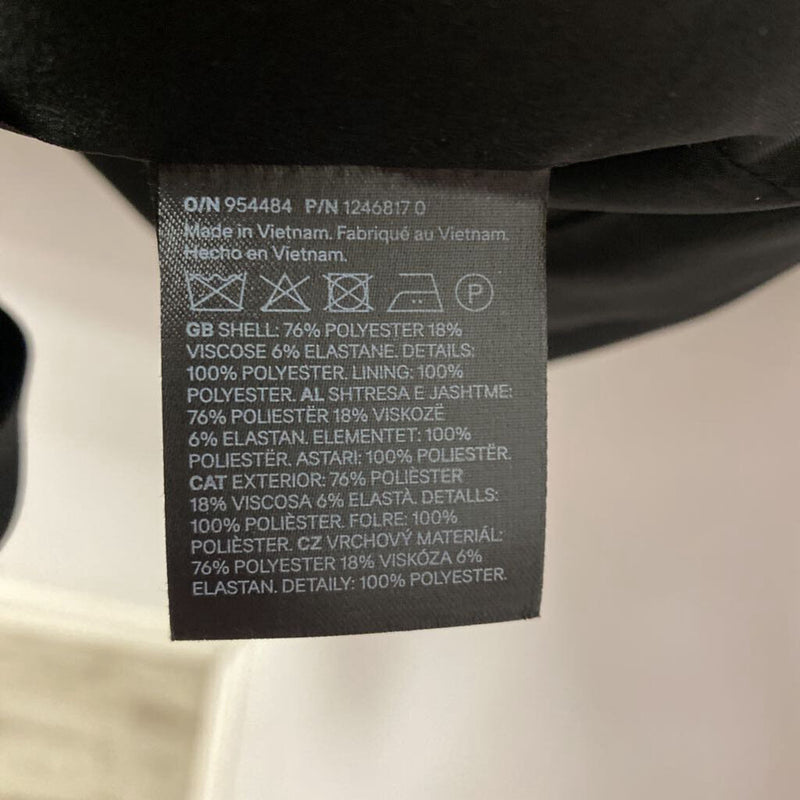 O/N 954484 P/N 1246817 0
Made in Vietnam. Fabriqué au Vietnam.
Hecho en Vietnam.
P
GB SHELL: 76% POLYESTER 18%
VISCOSE 6% ELASTANE. DETAILS:
100% POLYESTER. LINING: 100%
POLYESTER. AL SHTRESA E JASHTME:
76% POLIESTËR 18% VISKOZË
6% ELASTAN. ELEMENTET: 100%
POLIESTËR. ASTARI: 100% POLIESTËR.
CAT EXTERIOR: 76% POLIÈSTER
18% VISCOSA 6% ELASTÀ. DETALLS:
100% POLIÈSTER. FOLRE: 100%
POLIÈSTER. CZ VRCHOVÝ MATERIÁL:
76% POLYESTER 18% VISKÓZA 6%
ELASTAN. DETAILY: 100% POLYESTER.